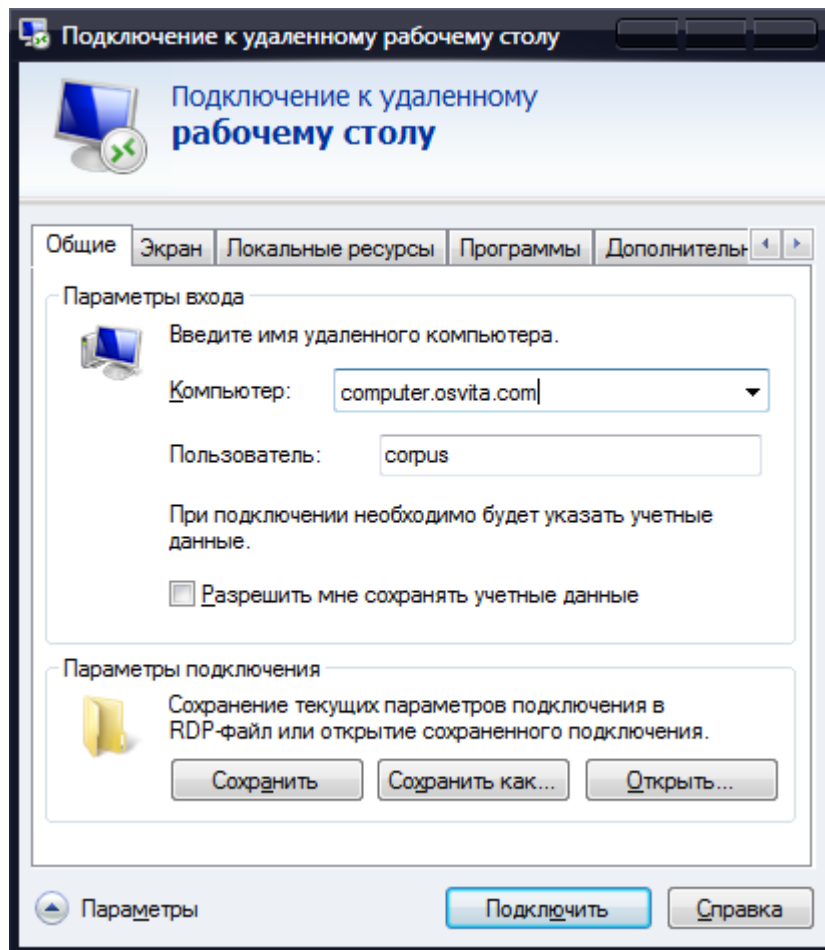 Подключение к удаленному рабочему столу
Подключение к удаленному
рабочему столу
Общие Экран Локальные ресурсы Программы Дополнительн
Параметры входа
Введите имя удаленного компьютера.
Компьютер: computer.osvita.com
Пользователь: corpus
При подключении необходимо будет указать учетные
данные.
Разрешить мне сохранять учетные данные
Параметры подключения
Сохранение текущих параметров подключения в
RDP-файл или открытие сохраненного подключения.
Сохранить Сохранить как... Открыть...
Параметры Подключить Справка